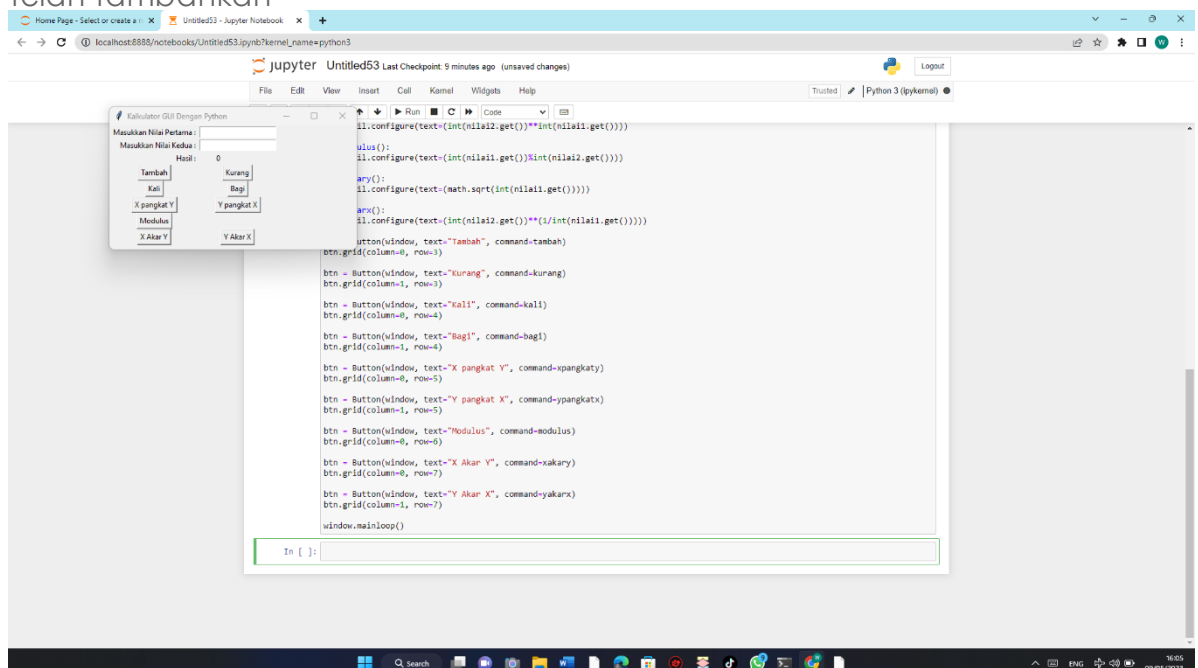 Telah Tambahkan
Home Page - Select or create a n
Untitled53 - Jupyter Notebook
localhost:8888/notebooks/Untitled53.ipynb?kernel_name=python3
jupyter Untitled53 Last Checkpoint: 9 minutes ago (unsaved changes)
Logout
File Edit View Insert Cell Kernel Widgets Help
Trusted Python 3 (ipykernel)
Run Code
Kalkulator GUI Dengan Python
Masukkan Nilai Pertama :
Masukkan Nilai Kedua :
Hasil : 0
Tambah Kurang
Kali Bagi
X pangkat Y Y pangkat X
Modulus
X Akar Y Y Akar X
il.configure(text=(int(nilai2.get())**int(nilai1.get())))
ulus():
il.configure(text=(int(nilai1.get())%int(nilai2.get())))
ary():
il.configure(text=(math.sqrt(int(nilai1.get()))))
arx():
il.configure(text=(int(nilai2.get())**(1/int(nilai1.get()))))
utton(window, text="Tambah", command=tambah)
btn.grid(column=0, row=3)
btn = Button(window, text="Kurang", command=kurang)
btn.grid(column=1, row=3)
btn = Button(window, text="Kali", command=kali)
btn.grid(column=0, row=4)
btn = Button(window, text="Bagi", command=bagi)
btn.grid(column=1, row=4)
btn = Button(window, text="X pangkat Y", command=xpangkaty)
btn.grid(column=0, row=5)
btn = Button(window, text="Y pangkat X", command=ypangkatx)
btn.grid(column=1, row=5)
btn = Button(window, text="Modulus", command=modulus)
btn.grid(column=0, row=6)
btn = Button(window, text="X Akar Y", command=xakary)
btn.grid(column=0, row=7)
btn = Button(window, text="Y Akar X", command=yakarx)
btn.grid(column=1, row=7)
window.mainloop()
In [ ]:
Search
ENG
16:05